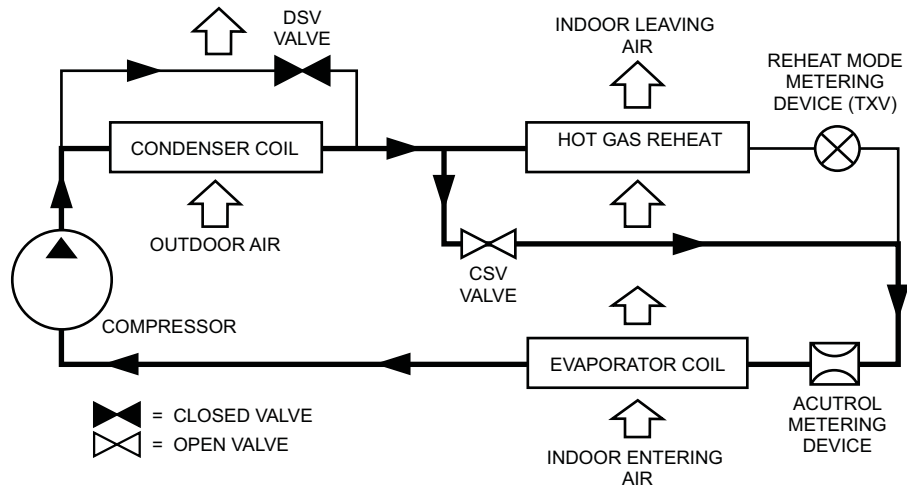 DSV
VALVE
INDOOR LEAVING
AIR
REHEAT MODE
METERING
DEVICE (TXV)
CONDENSER COIL
HOT GAS REHEAT
OUTDOOR AIR
CSV
VALVE
COMPRESSOR
EVAPORATOR COIL
ACUTROL
METERING
DEVICE
= CLOSED VALVE
= OPEN VALVE
INDOOR ENTERING
AIR